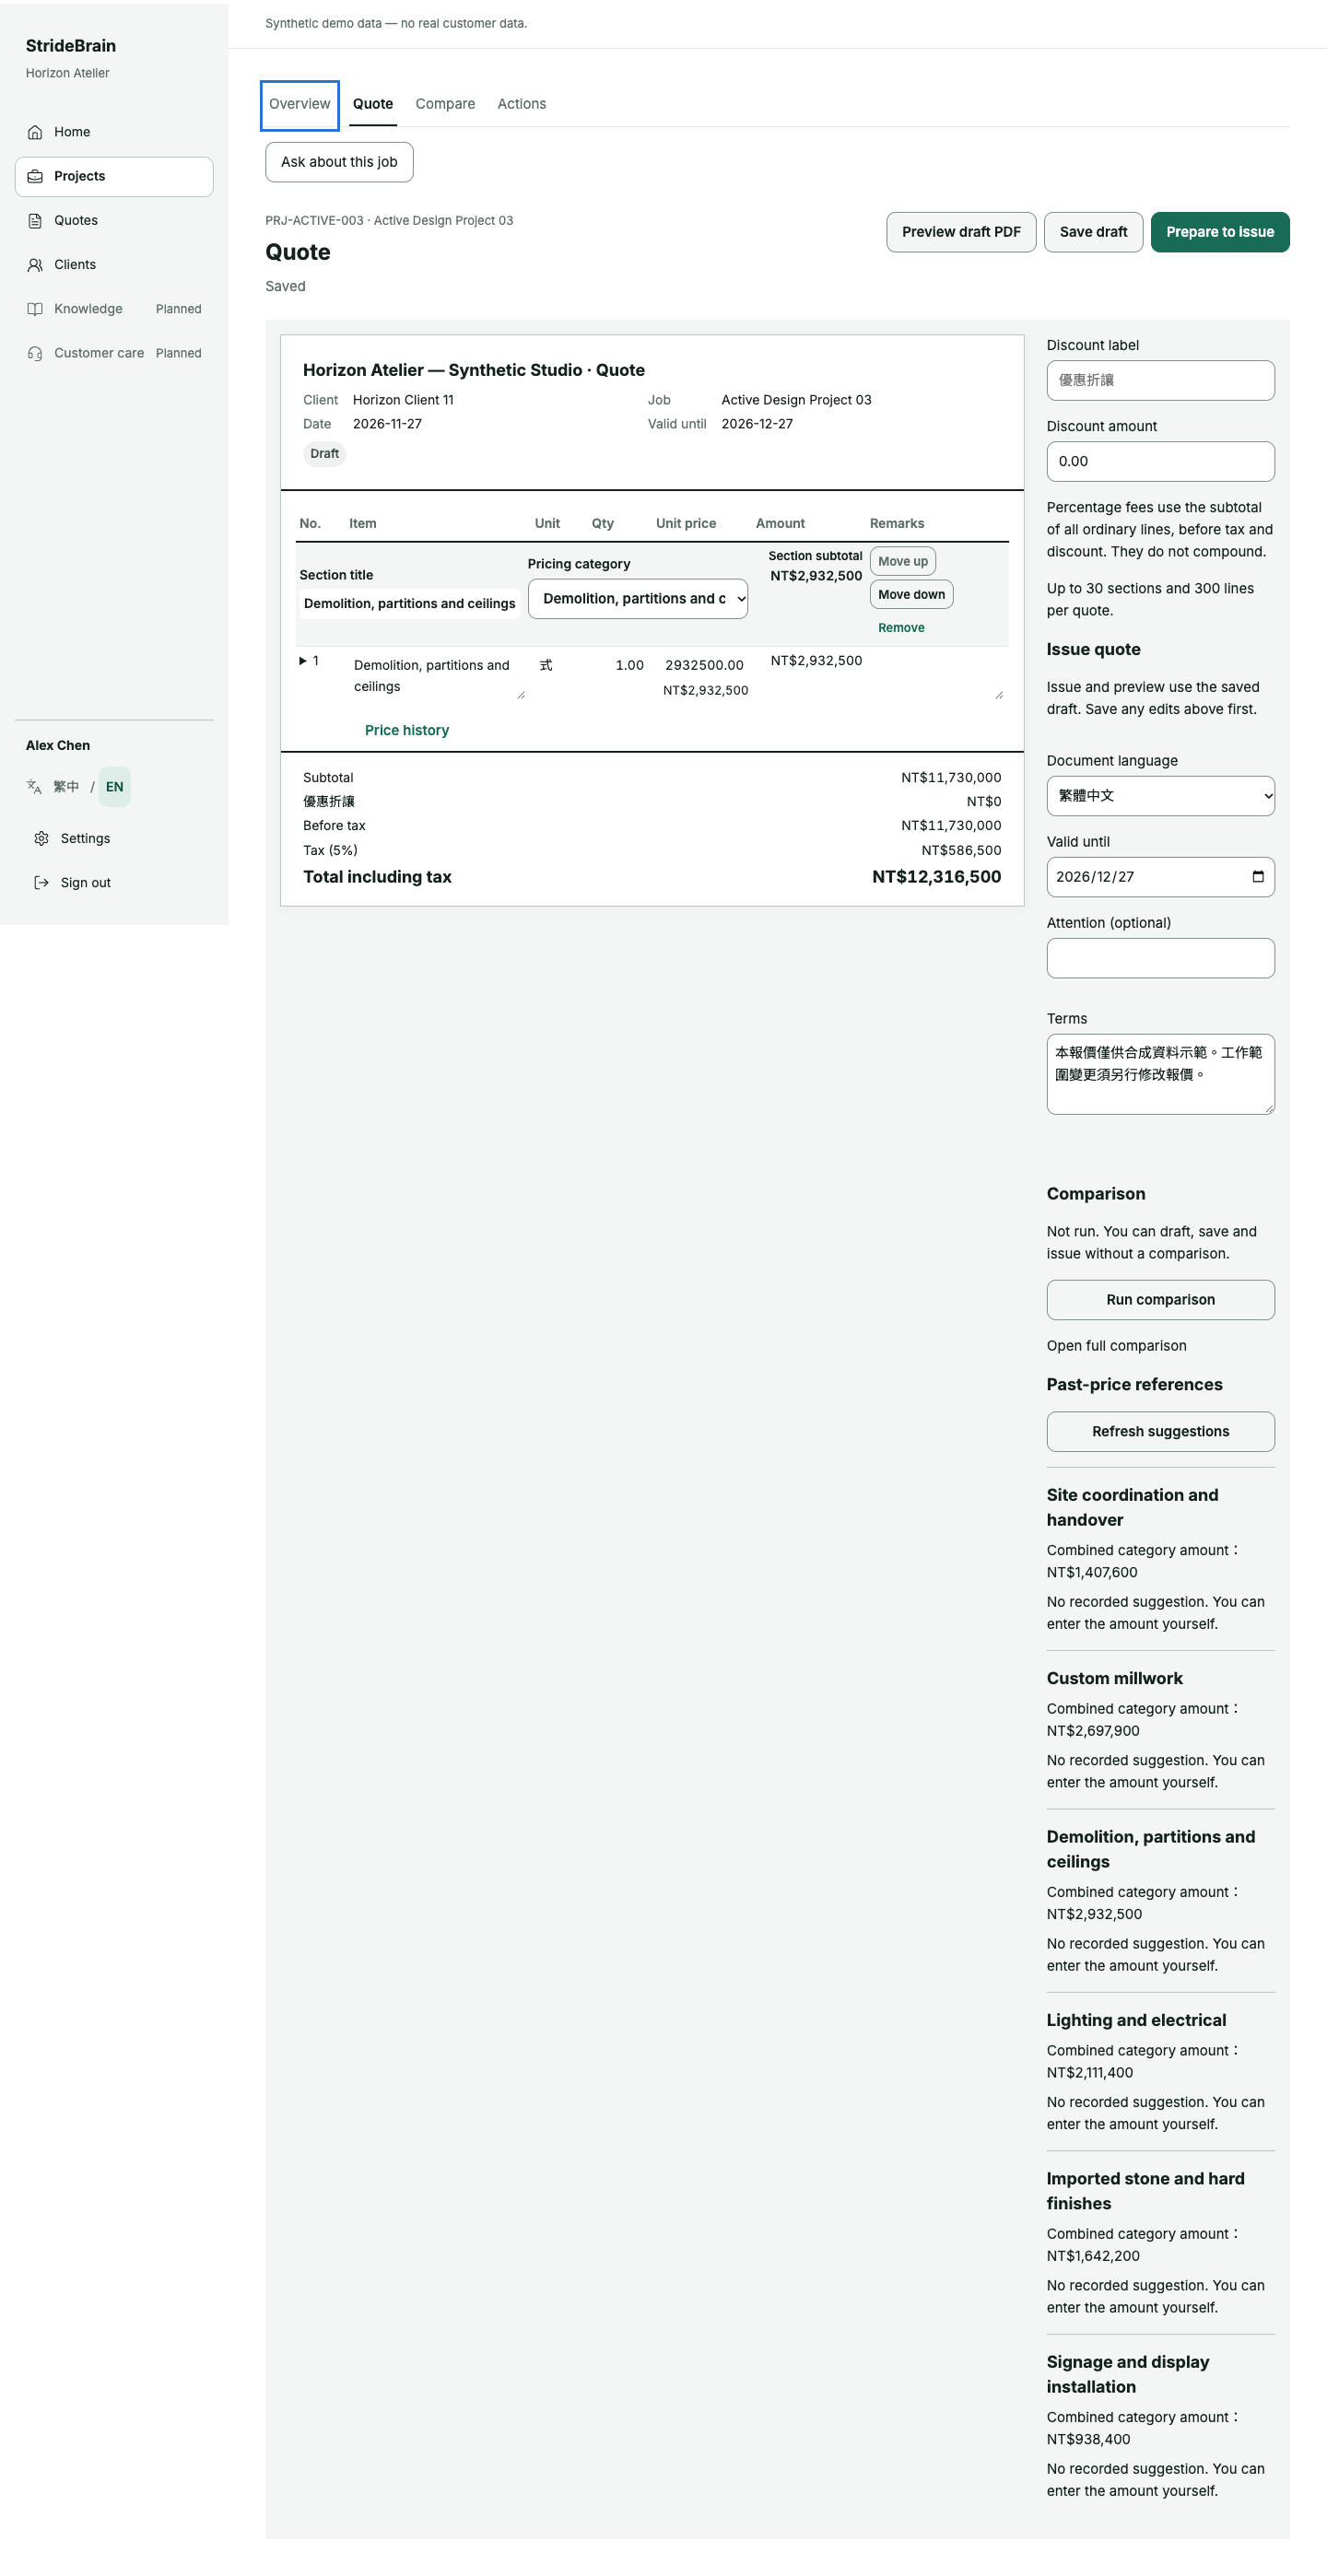 StrideBrain
Horizon Atelier
Home
Projects
Quotes
Clients
Knowledge Planned
Customer care Planned
Alex Chen
繁中 / EN
Settings
Sign out
Synthetic demo data — no real customer data.
Overview Quote Compare Actions
Ask about this job
PRJ-ACTIVE-003 · Active Design Project 03
Quote
Saved
Preview draft PDF Save draft Prepare to issue
Horizon Atelier — Synthetic Studio · Quote
Client Horizon Client 11 Job Active Design Project 03
Date 2026-11-27 Valid until 2026-12-27
Draft
No. Item Unit Qty Unit price Amount Remarks
Section title
Demolition, partitions and ceilings
Pricing category
Demolition, partitions and c
Section subtotal
NT$2,932,500
Move up
Move down
Remove
1 Demolition, partitions and ceilings 式 1.00 2932500.00 NT$2,932,500
NT$2,932,500
Price history
Subtotal NT$11,730,000
優惠折讓 NT$0
Before tax NT$11,730,000
Tax (5%) NT$586,500
Total including tax NT$12,316,500
Discount label
優惠折讓
Discount amount
0.00
Percentage fees use the subtotal
of all ordinary lines, before tax and
discount. They do not compound.
Up to 30 sections and 300 lines
per quote.
Issue quote
Issue and preview use the saved
draft. Save any edits above first.
Document language
繁體中文
Valid until
2026/12/27
Attention (optional)
Terms
本報價僅供合成資料示範。工作範
圍變更須另行修改報價。
Comparison
Not run. You can draft, save and
issue without a comparison.
Run comparison
Open full comparison
Past-price references
Refresh suggestions
Site coordination and
handover
Combined category amount：
NT$1,407,600
No recorded suggestion. You can
enter the amount yourself.
Custom millwork
Combined category amount：
NT$2,697,900
No recorded suggestion. You can
enter the amount yourself.
Demolition, partitions and
ceilings
Combined category amount：
NT$2,932,500
No recorded suggestion. You can
enter the amount yourself.
Lighting and electrical
Combined category amount：
NT$2,111,400
No recorded suggestion. You can
enter the amount yourself.
Imported stone and hard
finishes
Combined category amount：
NT$1,642,200
No recorded suggestion. You can
enter the amount yourself.
Signage and display
installation
Combined category amount：
NT$938,400
No recorded suggestion. You can
enter the amount yourself.